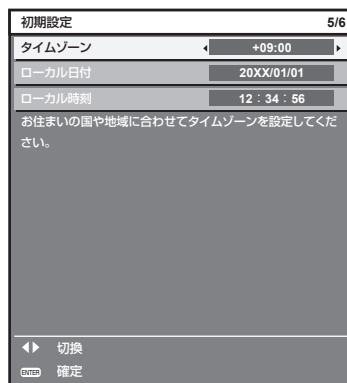 初期設定 5/6
タイムゾーン +09:00
ローカル日付 20XX/01/01
ローカル時刻 12：34：56
お住まいの国や地域に合わせてタイムゾーンを設定してくだ
さい。
切換
ENTER 確定